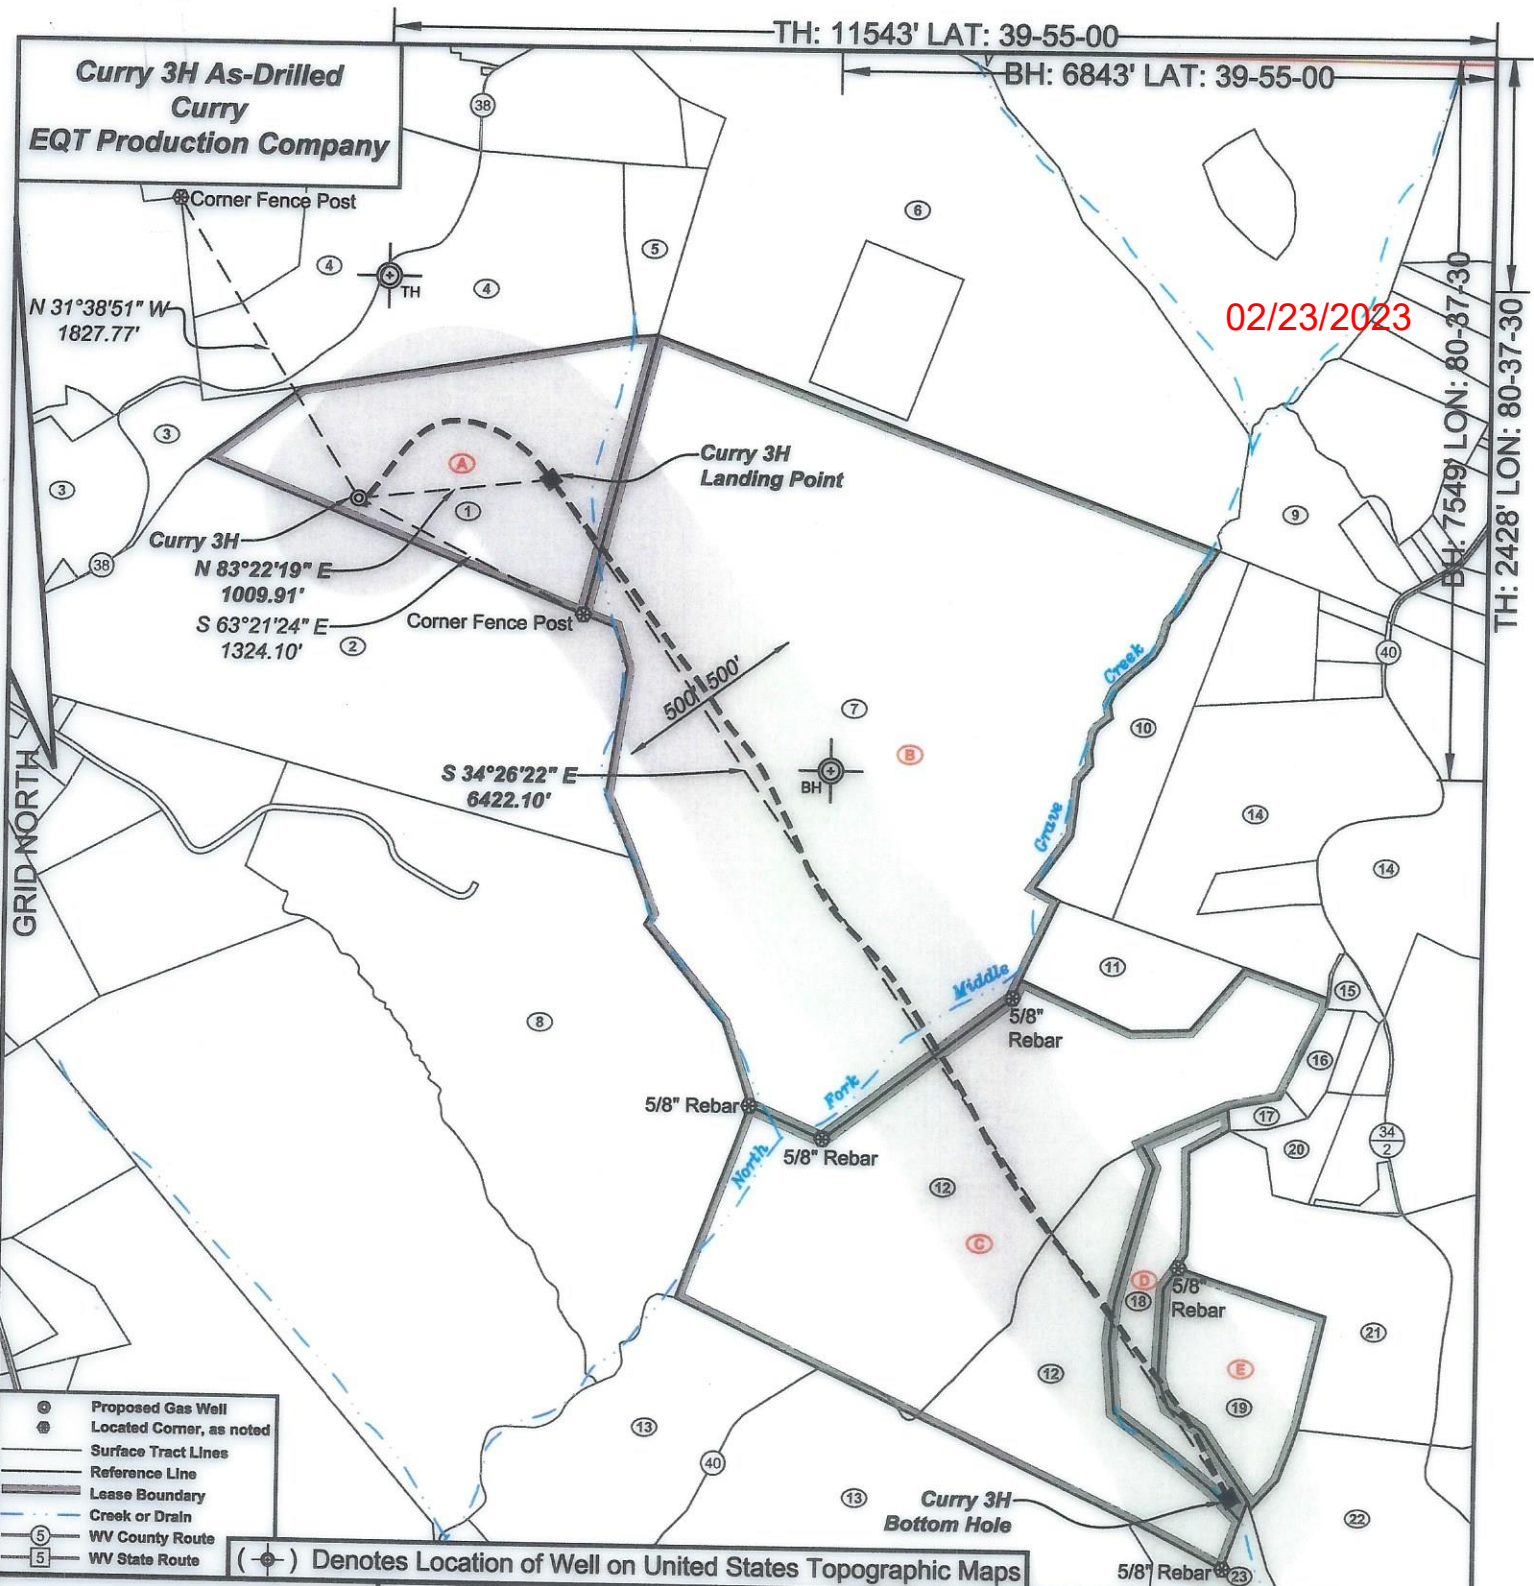 TH: 11543' LAT: 39-55-00
BH: 6843' LAT: 39-55-00
Curry 3H As-Drilled
Curry
EQT Production Company
38
Corner Fence Post
6
5
4
TH
4
N 31°38'51" W
1827.77'
02/23/2023
BH: 7549' LON: 80-37-30
TH: 2428' LON: 80-37-30
3
Curry 3H
Landing Point
A
3
1
9
Curry 3H
N 83°22'19" E
1009.91'
38
S 63°21'24" E
1324.10'
Corner Fence Post
2
40
Creek
500'
500'
7
10
B
BH
S 34°26'22" E
6422.10'
GRID NORTH
Grave
14
14
11
Middle
15
5/8"
Rebar
8
16
Fork
5/8" Rebar
17
34
2
20
5/8" Rebar
North
12
C
D
18
5/8"
Rebar
21
E
12
19
13
40
13
Curry 3H
Bottom Hole
22
5/8" Rebar
23
Proposed Gas Well
Located Corner, as noted
Surface Tract Lines
Reference Line
Lease Boundary
Creek or Drain
5 WV County Route
5 WV State Route
( ) Denotes Location of Well on United States Topographic Maps